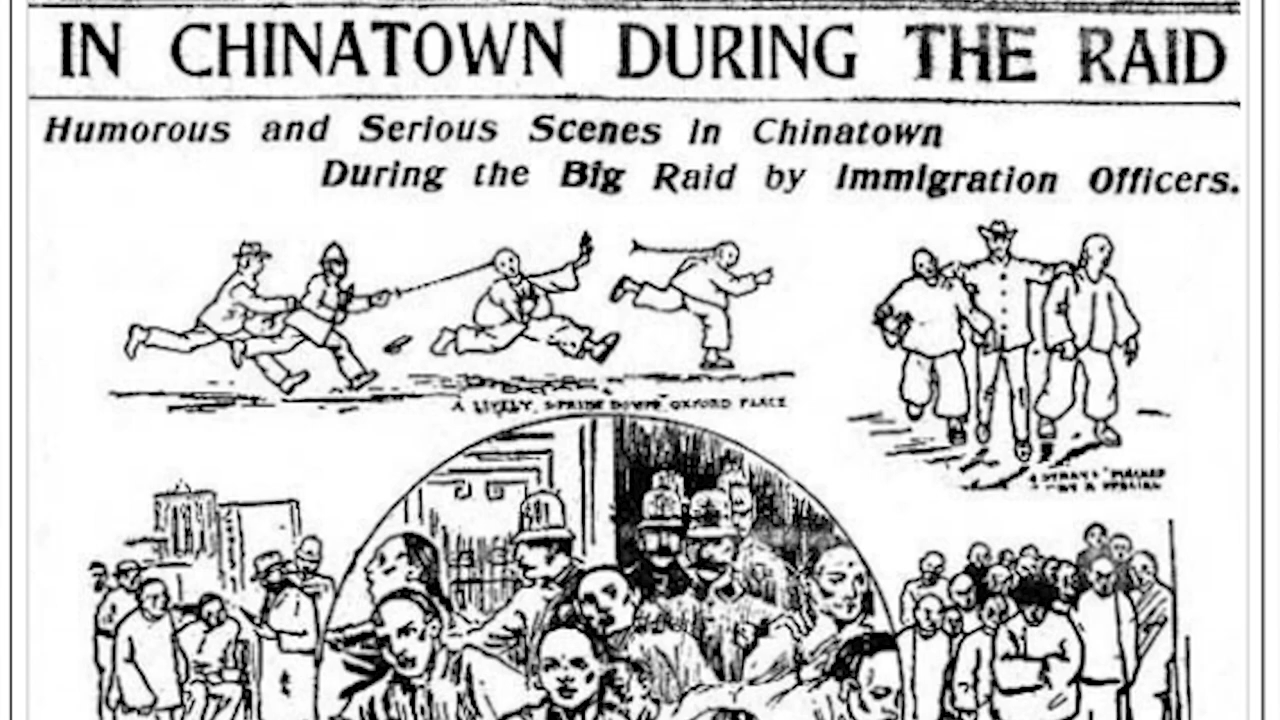 IN CHINATOWN DURING THE RAID
Humorous and Serious Scenes in Chinatown
During the Big Raid by Immigration Officers.
A LIVELY SPRINT DOWN OXFORD PLACE
BY A